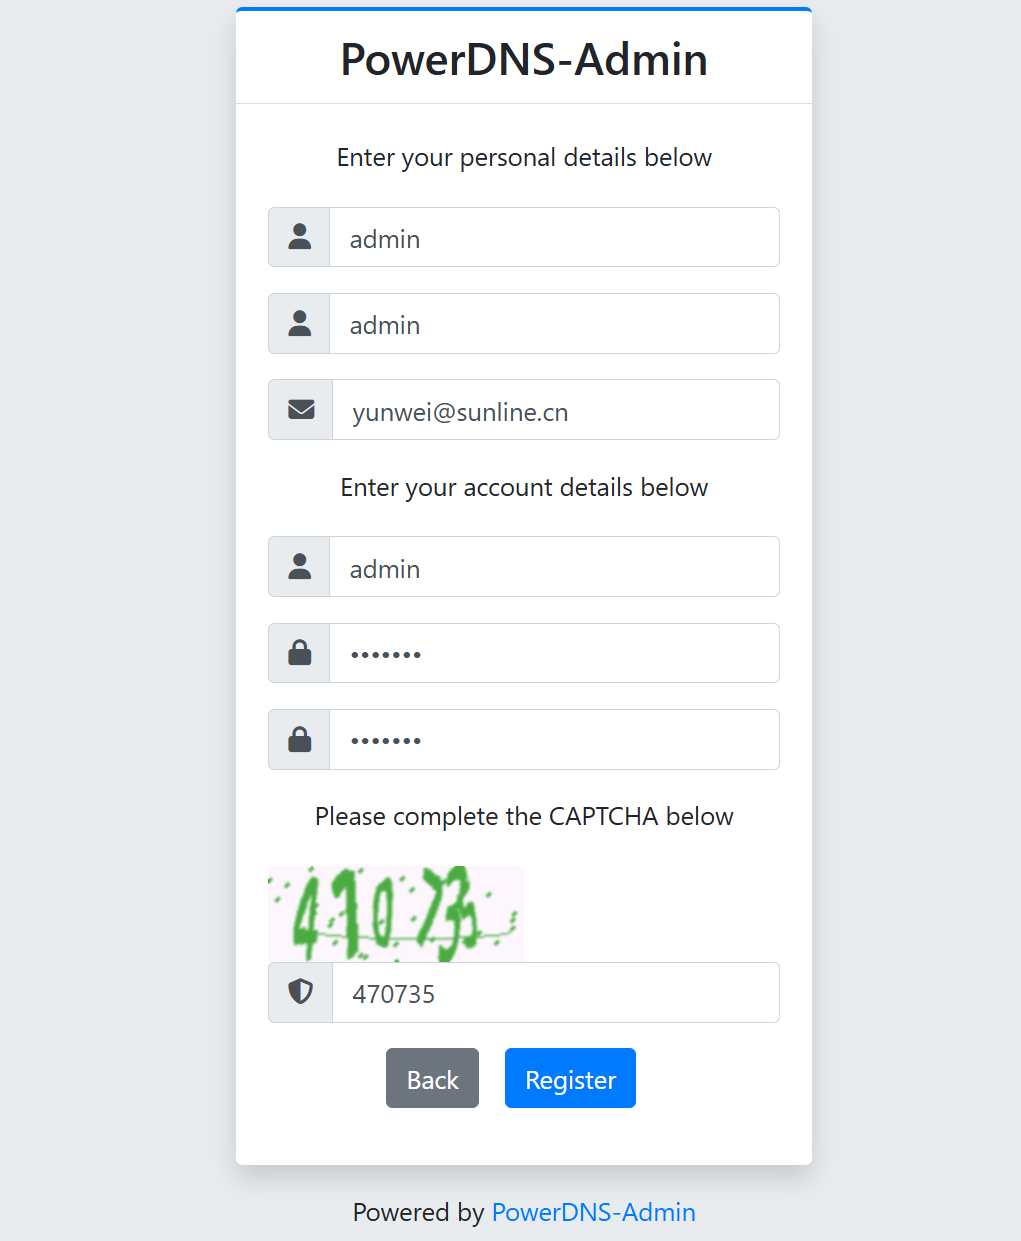 PowerDNS-Admin
Enter your personal details below
admin
admin
yunwei@sunline.cn
Enter your account details below
admin
•••••••
•••••••
Please complete the CAPTCHA below
470735
Back
Register
Powered by PowerDNS-Admin